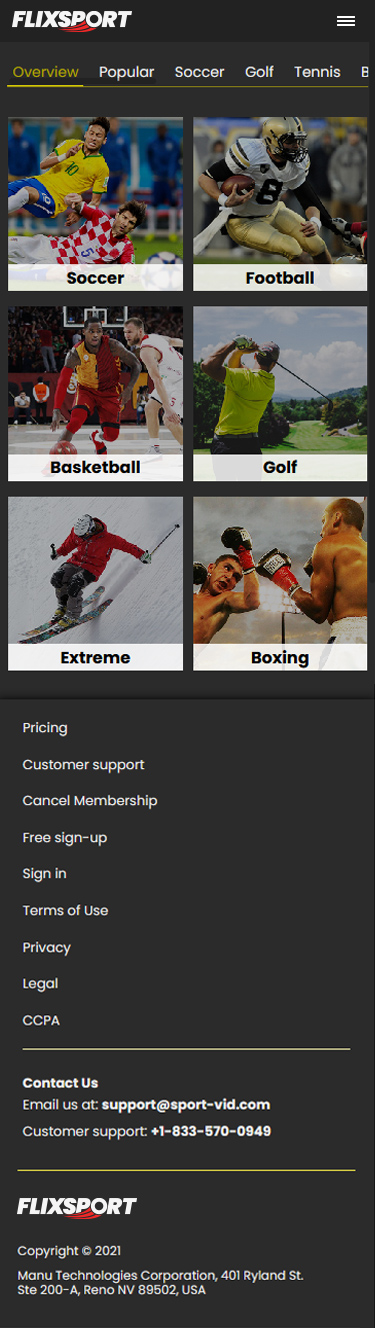 FLIXSPORT
Overview Popular Soccer Golf Tennis B
Soccer
Football
Basketball
Golf
Extreme
Boxing
Pricing
Customer support
Cancel Membership
Free sign-up
Sign in
Terms of Use
Privacy
Legal
CCPA
Contact Us
Email us at: support@sport-vid.com
Customer support: +1-833-570-0949
FLIXSPORT
Copyright © 2021
Manu Technologies Corporation, 401 Ryland St.
Ste 200-A, Reno NV 89502, USA